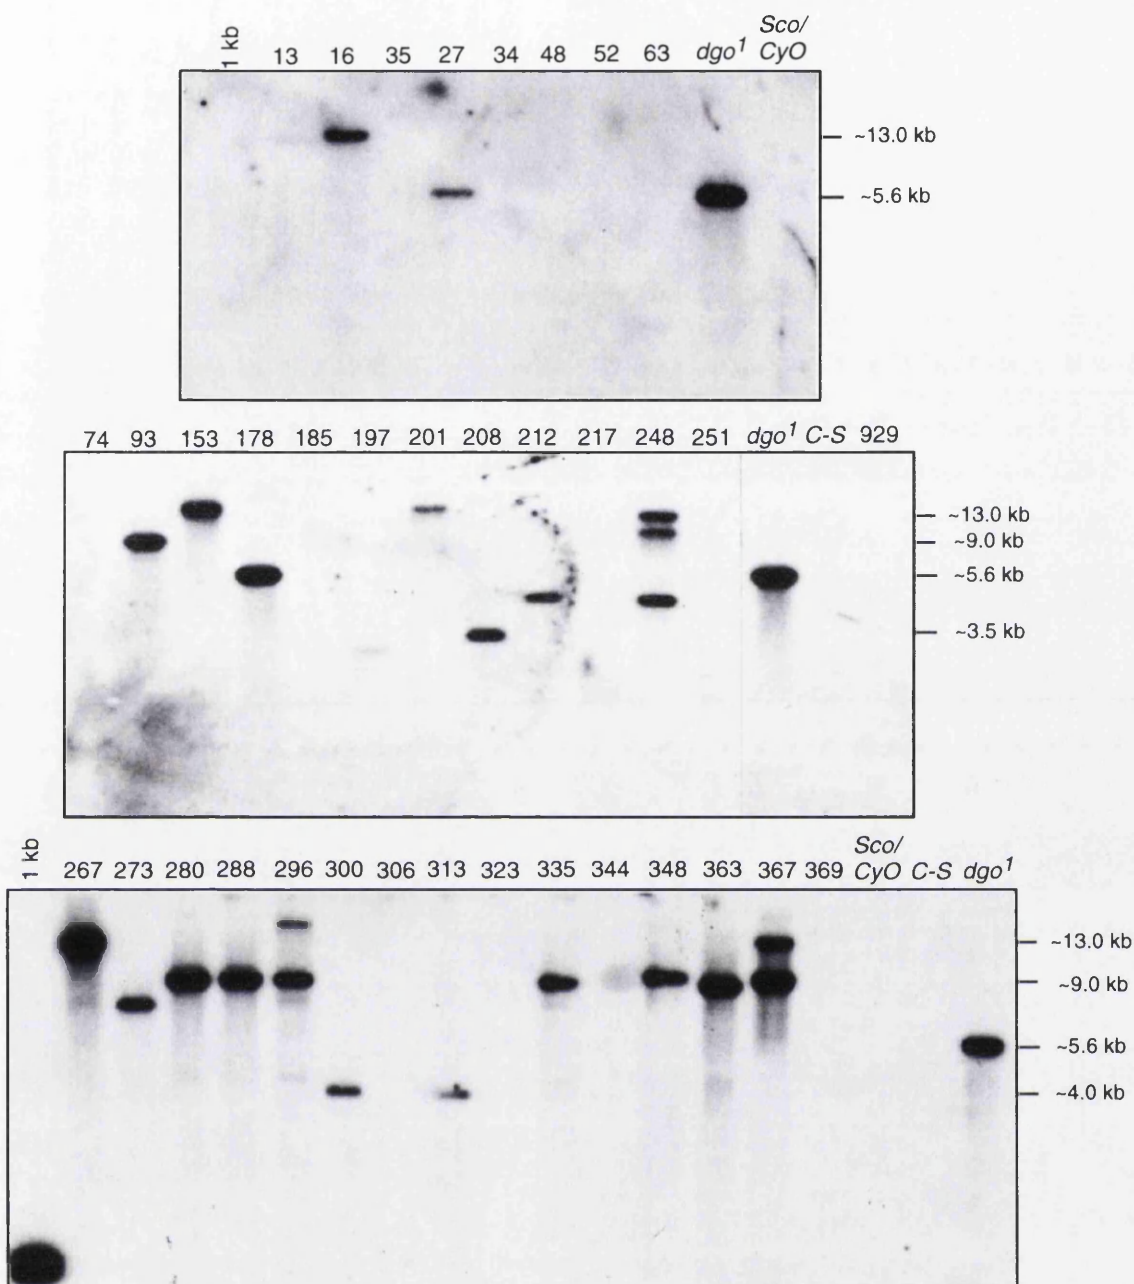 1 kb 13 16 35 27 34 48 52 63 dgo1 Sco/
CyO
~13.0 kb
~5.6 kb
74 93 153 178 185 197 201 208 212 217 248 251 dgo1 C-S 929
~13.0 kb
~9.0 kb
~5.6 kb
~3.5 kb
1 kb 267 273 280 288 296 300 306 313 323 335 344 348 363 367 369 Sco/
CyO C-S dgo1
~13.0 kb
~9.0 kb
~5.6 kb
~4.0 kb